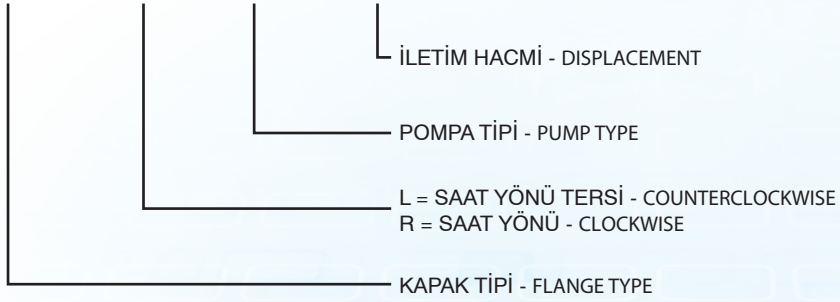 İLETİM HACMİ - DISPLACEMENT
POMPA TİPİ - PUMP TYPE
L = SAAT YÖNÜ TERSİ - COUNTERCLOCKWISE
R = SAAT YÖNÜ - CLOCKWISE
KAPAK TİPİ - FLANGE TYPE